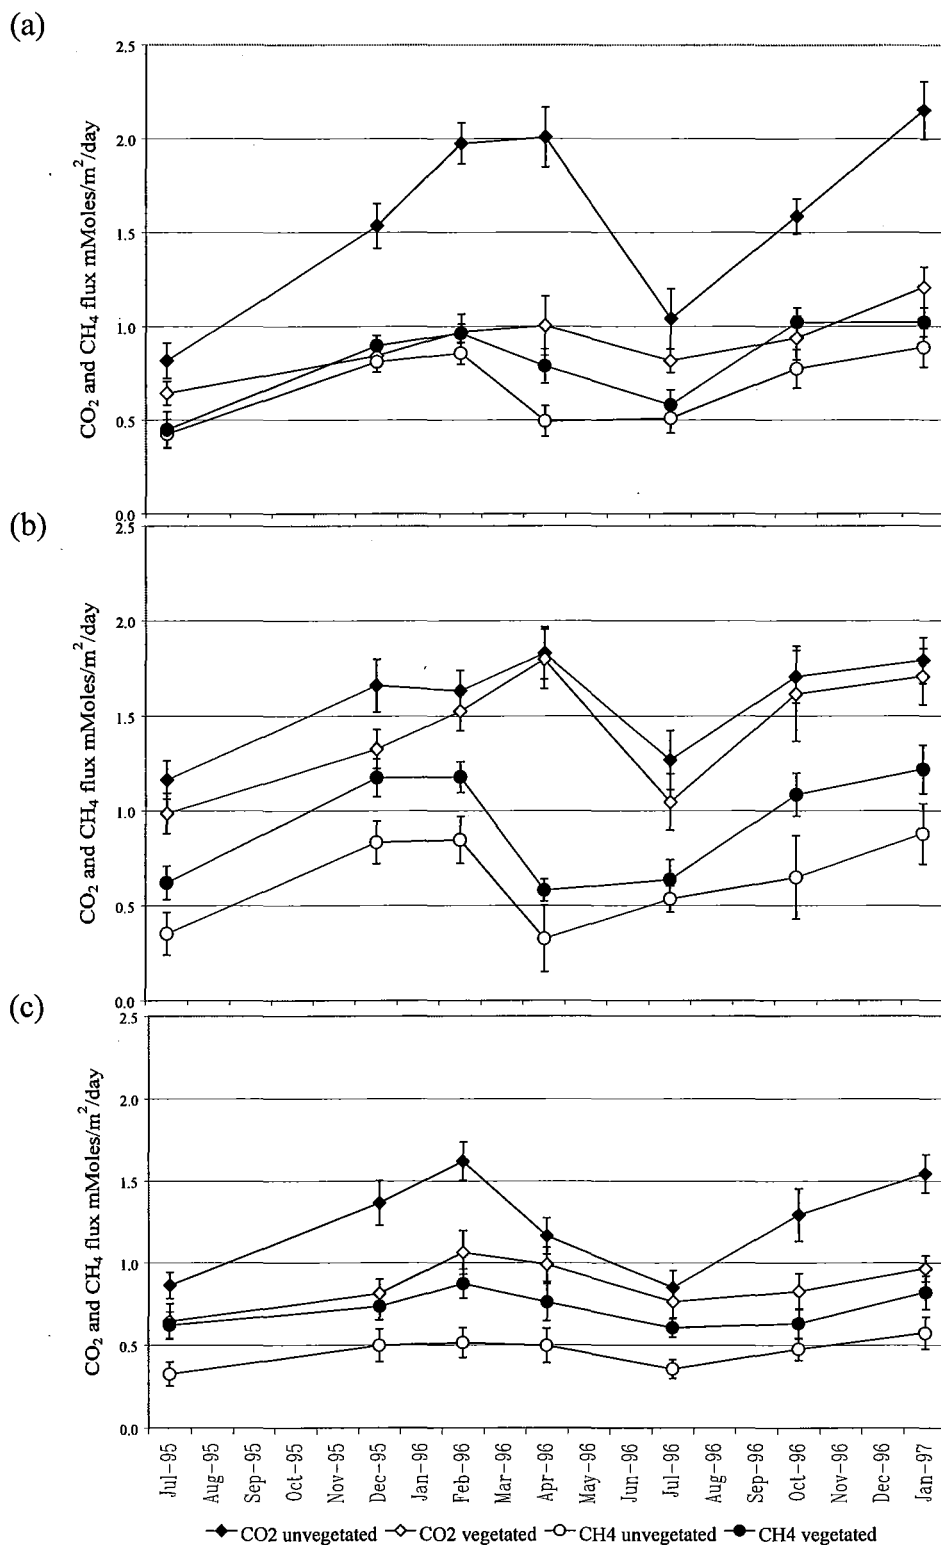 (a)
2.5
2.0
1.5
1.0
0.5
0.0
CO₂ and CH₄ flux mMoles/m²/day
(b)
2.5
2.0
1.5
1.0
0.5
0.0
CO₂ and CH₄ flux mMoles/m²/day
(c)
2.5
2.0
1.5
1.0
0.5
0.0
CO₂ and CH₄ flux mMoles/m²/day
Jul-95
Aug-95
Sep-95
Oct-95
Nov-95
Dec-95
Jan-96
Feb-96
Mar-96
Apr-96
May-96
Jun-96
Jul-96
Aug-96
Sep-96
Oct-96
Nov-96
Dec-96
Jan-97
CO2 unvegetated CO2 vegetated CH4 unvegetated CH4 vegetated